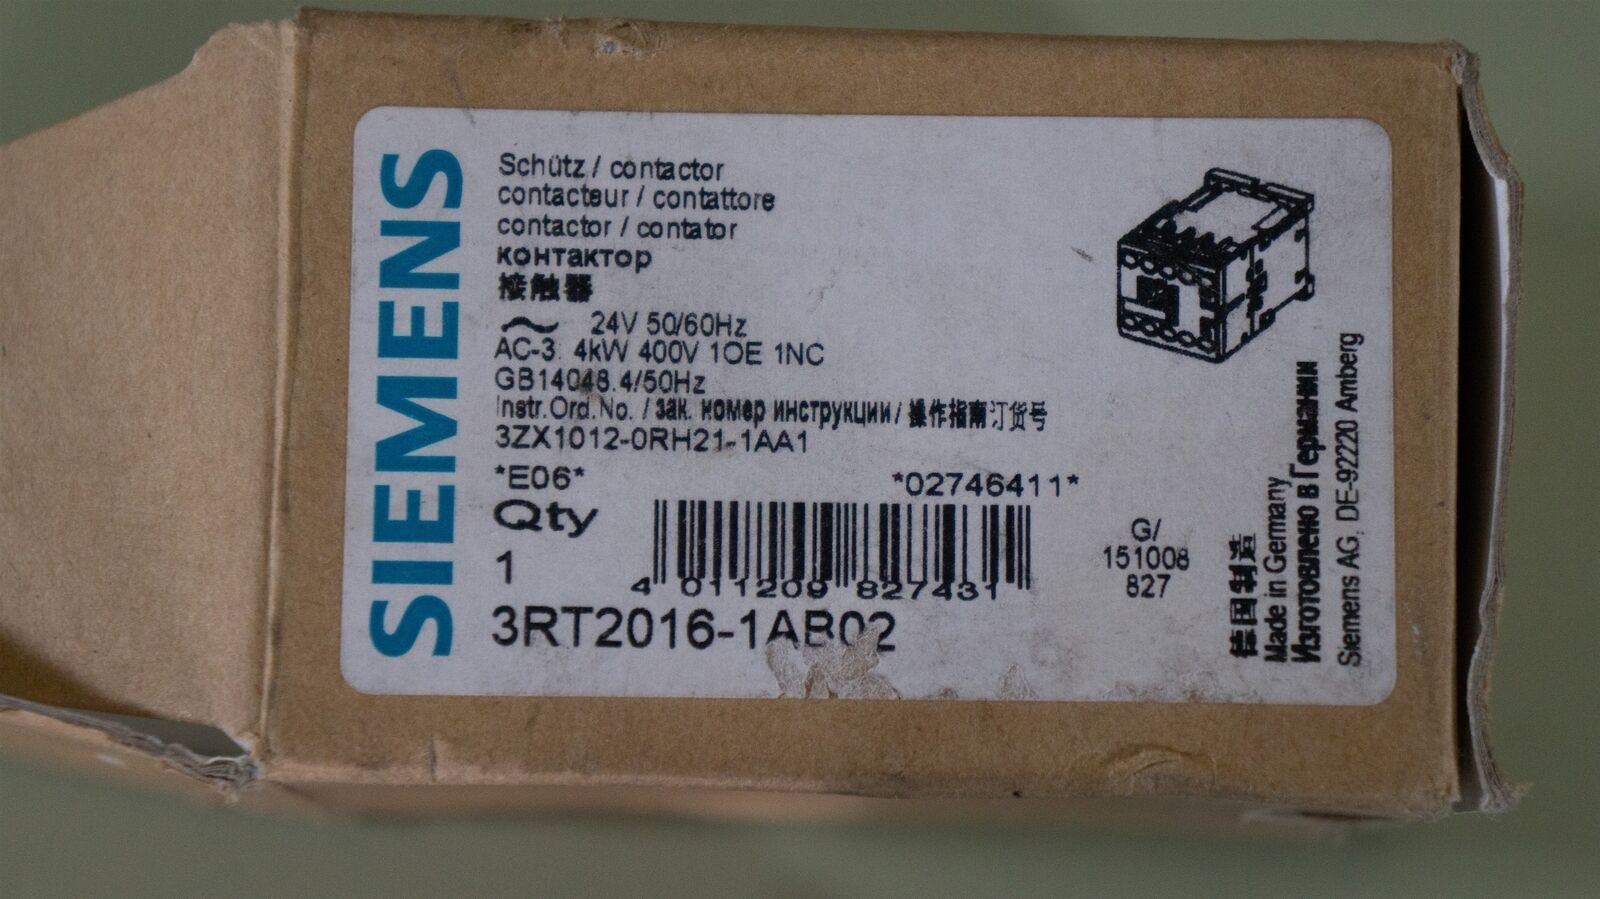 SIEMENS
Schütz / contactor
contacteur / contattore
contactor / contator
контактор
接触器
~ 24V 50/60Hz
AC-3. 4kW 400V 1OE 1NC
GB14048.4/50Hz
Instr.Ord.No. / зак. номер инструкции/ 操作指南订货号
3ZX1012-0RH21-1AA1
*E06*
*02746411*
Qty
1
4 011209 827431
3RT2016-1AB02
G/
151008
827
德国制造
Made in Germany
Изготовлено в Германии
Siemens AG, DE-92220 Amberg